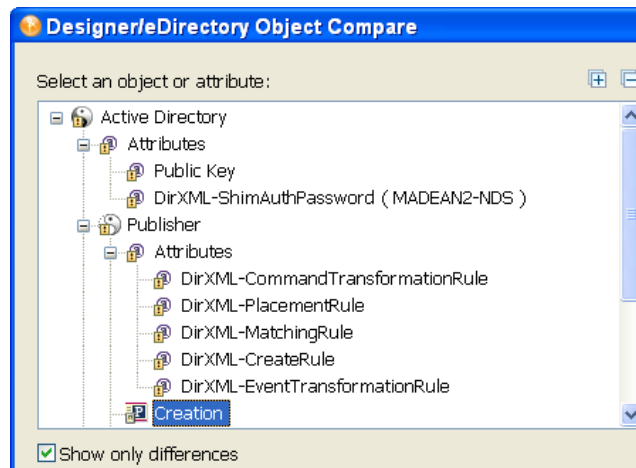 Designer/eDirectory Object Compare
Select an object or attribute:
Active Directory
Attributes
Public Key
DirXML-ShimAuthPassword ( MADEAN2-NDS )
Publisher
Attributes
DirXML-CommandTransformationRule
DirXML-PlacementRule
DirXML-MatchingRule
DirXML-CreateRule
DirXML-EventTransformationRule
Creation
Show only differences